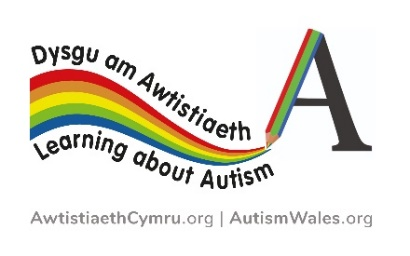 Dysgu am Awtistiaeth
Learning about Autism
A
AwtistiaethCymru.org | AutismWales.org